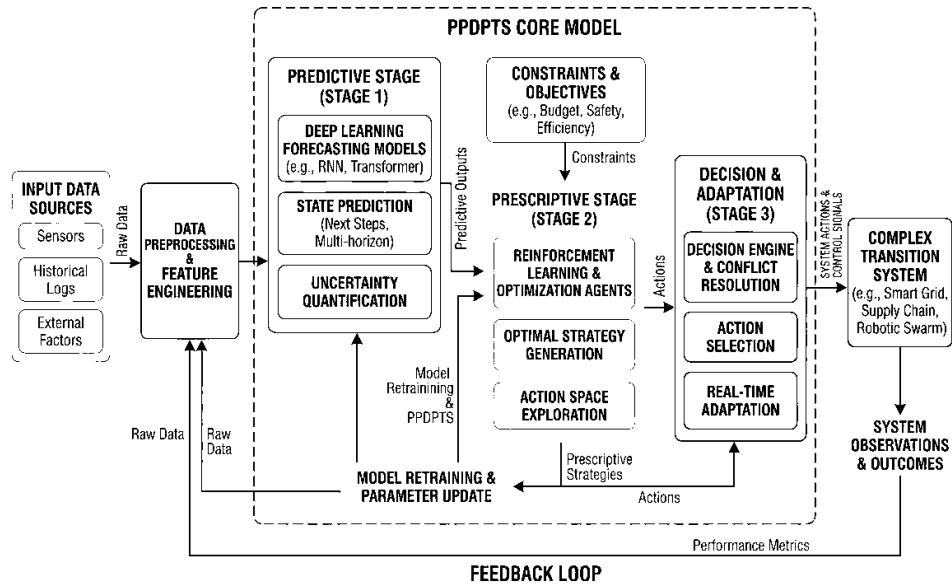 PPDPTS CORE MODEL
PREDICTIVE STAGE
(STAGE 1)
DEEP LEARNING
FORECASTING MODELS
(e.g., RNN, Transformer)
STATE PREDICTION
(Next Steps,
Multi-horizon)
UNCERTAINTY
QUANTIFICATION
CONSTRAINTS &
OBJECTIVES
(e.g., Budget, Safety,
Efficiency)
Constraints
Predictive Outputs
PRESCRIPTIVE STAGE
(STAGE 2)
REINFORCEMENT
LEARNING &
OPTIMIZATION AGENTS
OPTIMAL STRATEGY
GENERATION
ACTION SPACE
EXPLORATION
Actions
DECISION &
ADAPTATION
(STAGE 3)
DECISION ENGINE
& CONFLICT
RESOLUTION
ACTION
SELECTION
REAL-TIME
ADAPTATION
SYSTEM ACTIONS &
CONTROL SIGNALS
COMPLEX
TRANSITION
SYSTEM
(e.g., Smart Grid,
Supply Chain,
Robotic Swarm)
INPUT DATA
SOURCES
Sensors
Historical
Logs
External
Factors
Raw Data
DATA
PREPROCESSING
&
FEATURE
ENGINEERING
Model
Retrainining
&
PPDPTS
Raw Data
Raw
Data
MODEL RETRAINING &
PARAMETER UPDATE
Prescriptive
Strategies
Actions
SYSTEM
OBSERVATIONS
& OUTCOMES
Performance Metrics
FEEDBACK LOOP